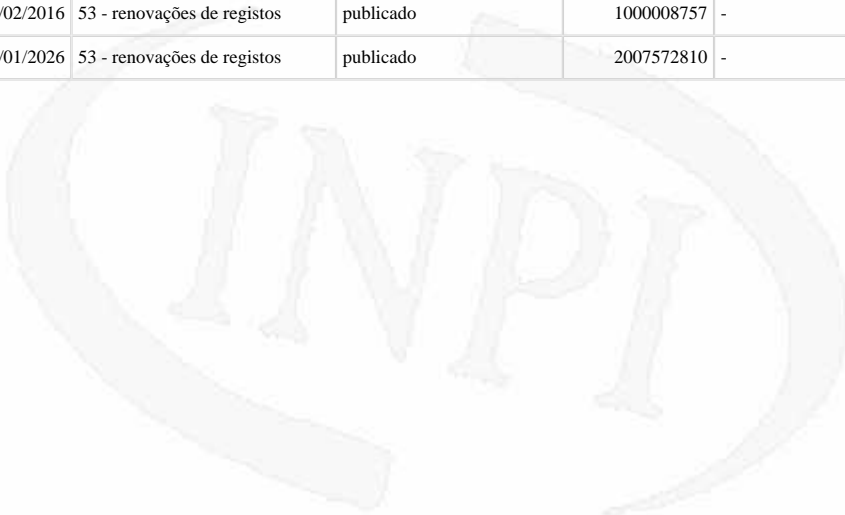 /02/2016 53 - renovações de registos publicado 1000008757 -
/01/2026 53 - renovações de registos publicado 2007572810 -
INPI